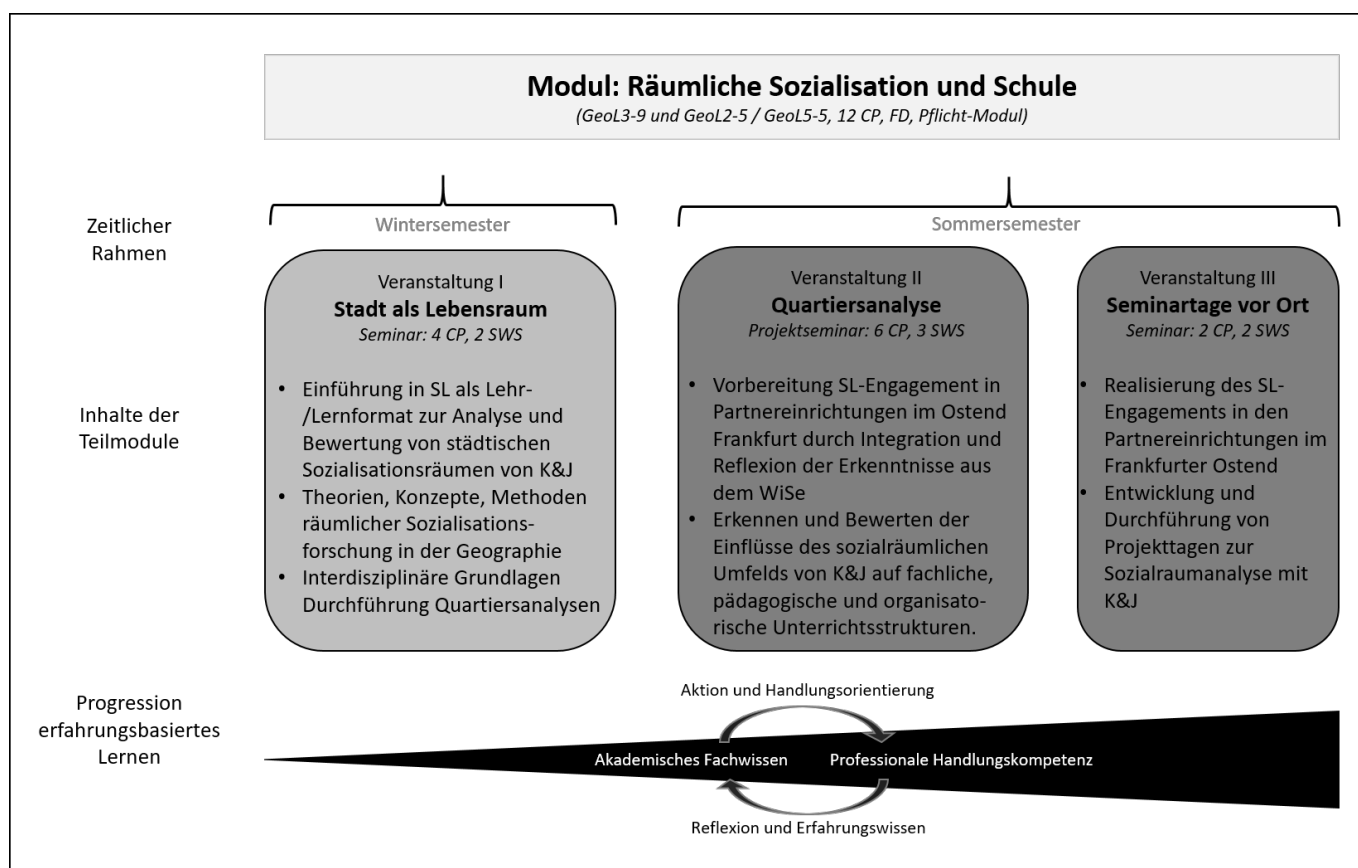 Modul: Räumliche Sozialisation und Schule
(GeoL3-9 und GeoL2-5 / GeoL5-5, 12 CP, FD, Pflicht-Modul)
Zeitlicher
Rahmen
Wintersemester
Sommersemester
Inhalte der
Teilmodule
Veranstaltung I
Stadt als Lebensraum
Seminar: 4 CP, 2 SWS
• Einführung in SL als Lehr-
/Lernformat zur Analyse und
Bewertung von städtischen
Sozialisationsräumen von K&J
• Theorien, Konzepte, Methoden
räumlicher Sozialisations-
forschung in der Geographie
• Interdisziplinäre Grundlagen
Durchführung Quartiersanalysen
Veranstaltung II
Quartiersanalyse
Projektseminar: 6 CP, 3 SWS
• Vorbereitung SL-Engagement in
Partnereinrichtungen im Ostend
Frankfurt durch Integration und
Reflexion der Erkenntnisse aus
dem WiSe
• Erkennen und Bewerten der
Einflüsse des sozialräumlichen
Umfelds von K&J auf fachliche,
pädagogische und organisato-
rische Unterrichtsstrukturen.
Veranstaltung III
Seminartage vor Ort
Seminar: 2 CP, 2 SWS
• Realisierung des SL-
Engagements in den
Partnereinrichtungen im
Frankfurter Ostend
• Entwicklung und
Durchführung von
Projekttagen zur
Sozialraumanalyse mit
K&J
Progression
erfahrungsbasiertes
Lernen
Aktion und Handlungsorientierung
Akademisches Fachwissen
Professionale Handlungskompetenz
Reflexion und Erfahrungswissen